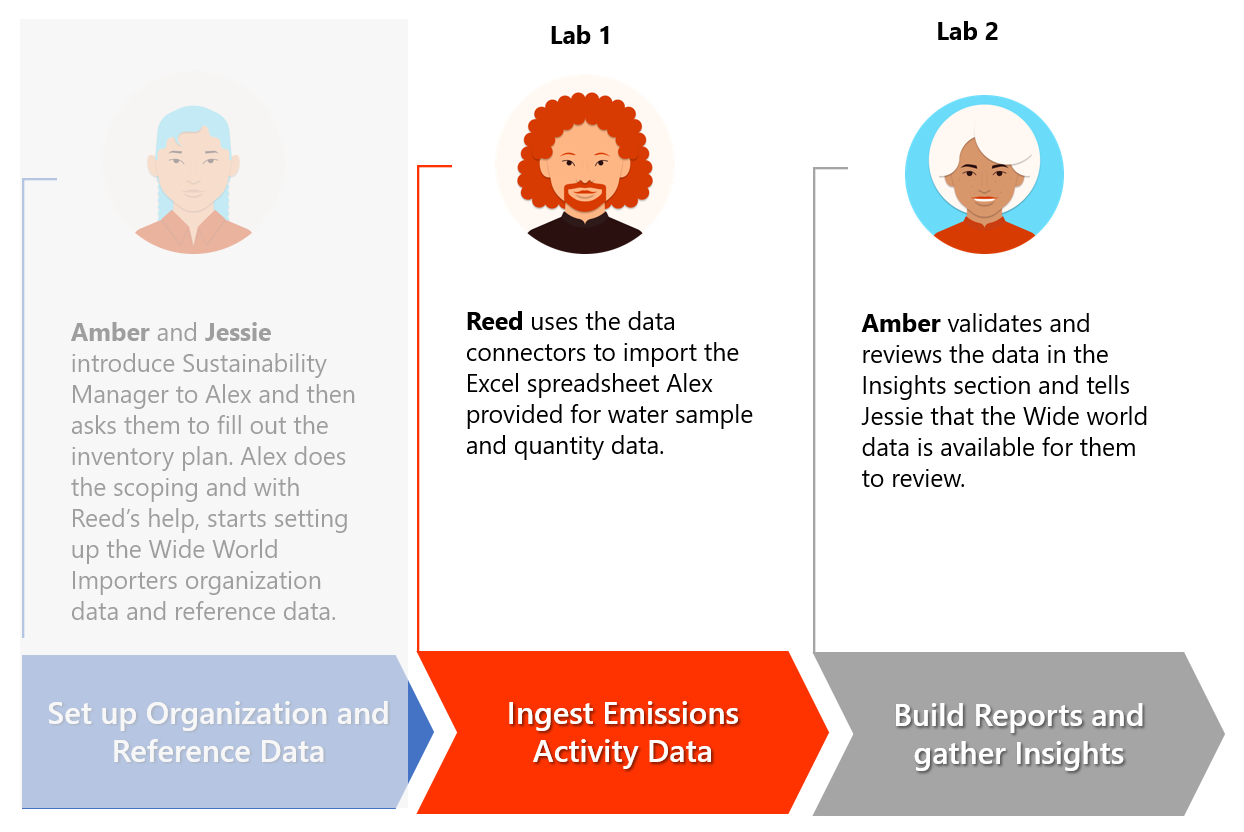 Lab 1
Lab 2
Amber and Jessie
introduce Sustainability
Manager to Alex and then
asks them to fill out the
inventory plan. Alex does
the scoping and with
Reed’s help, starts setting
up the Wide World
Importers organization
data and reference data.
Reed uses the data
connectors to import the
Excel spreadsheet Alex
provided for water sample
and quantity data.
Amber validates and
reviews the data in the
Insights section and tells
Jessie that the Wide world
data is available for them
to review.
Set up Organization and
Reference Data
Ingest Emissions
Activity Data
Build Reports and
gather Insights